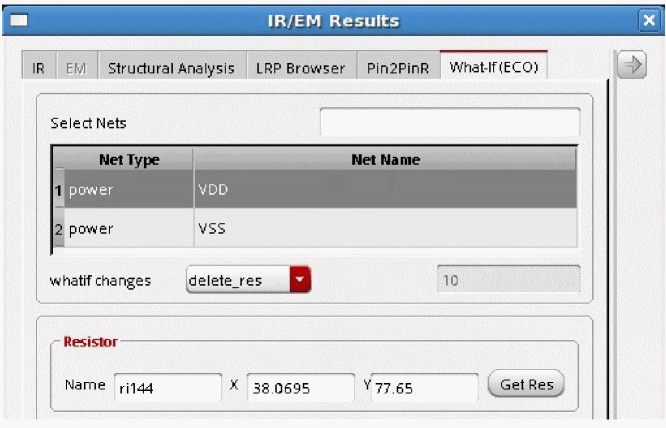 IR/EM Results
IR EM Structural Analysis LRP Browser Pin2PinR What-If(ECO)
Select Nets
Net Type Net Name
1 power VDD
2 power VSS
whatif changes delete_res 10
Resistor
Name ri144 X 38.0695 Y 77.65 Get Res